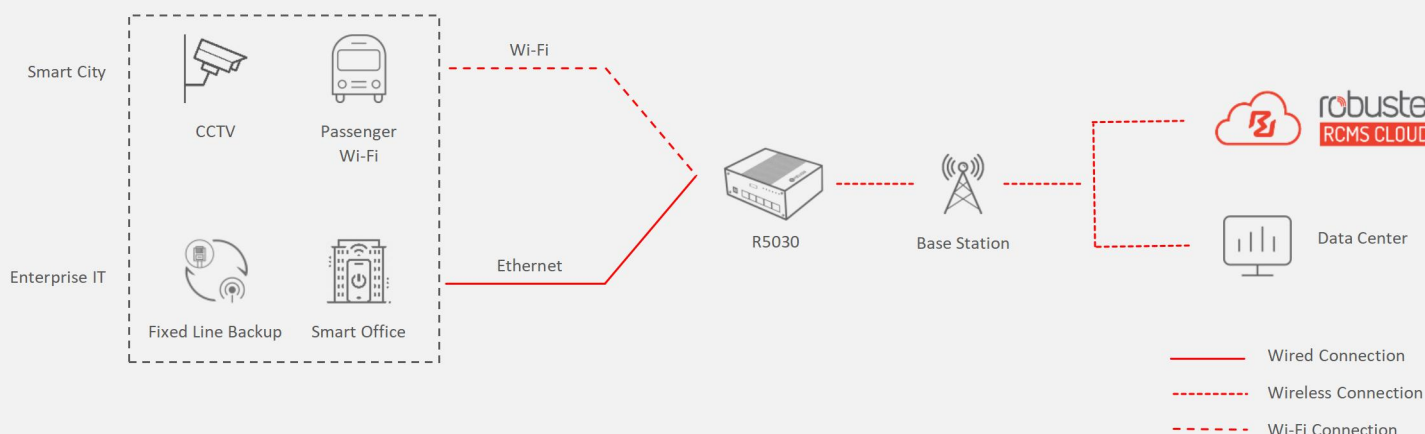 Smart City
CCTV
Passenger
Wi-Fi
Enterprise IT
Fixed Line Backup
Smart Office
Wi-Fi
Ethernet
R5030
Base Station
robuste
RCMS CLOUD
Data Center
Wired Connection
Wireless Connection
Wi-Fi Connection